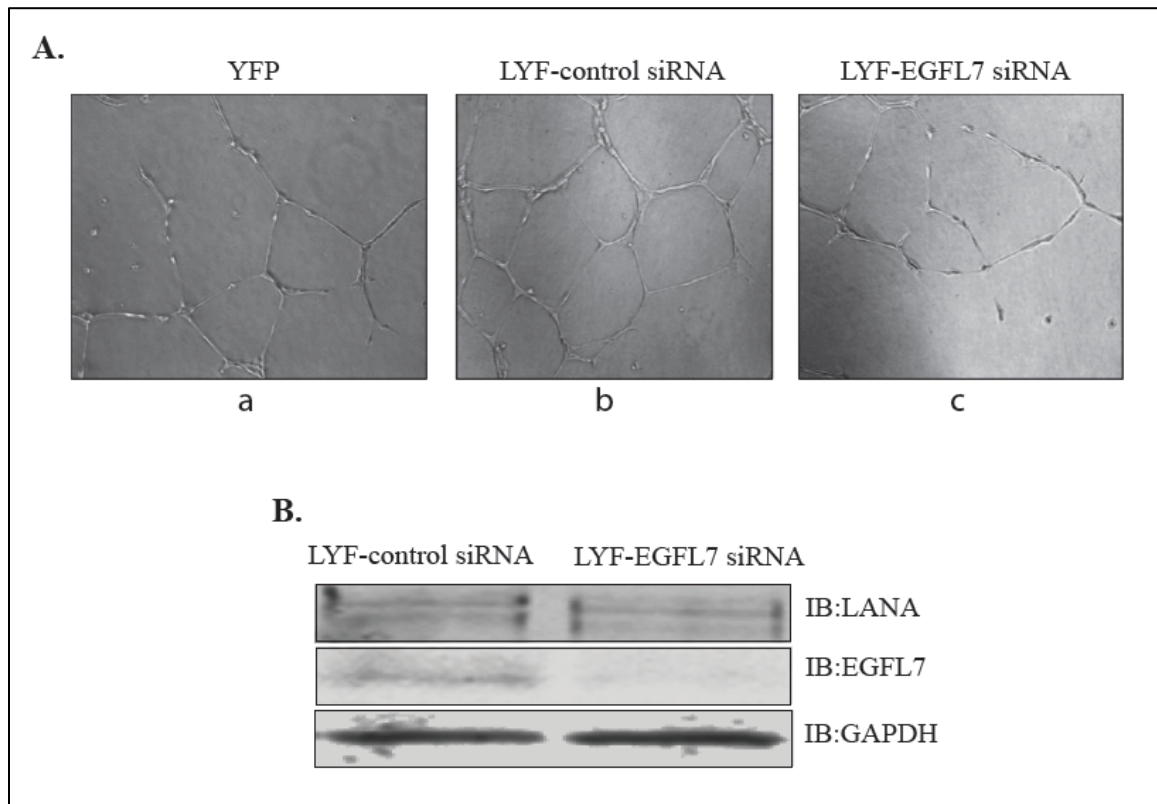 A.
YFP
LYF-control siRNA
LYF-EGFL7 siRNA
a
b
c
B.
LYF-control siRNA
LYF-EGFL7 siRNA
IB:LANA
IB:EGFL7
IB:GAPDH